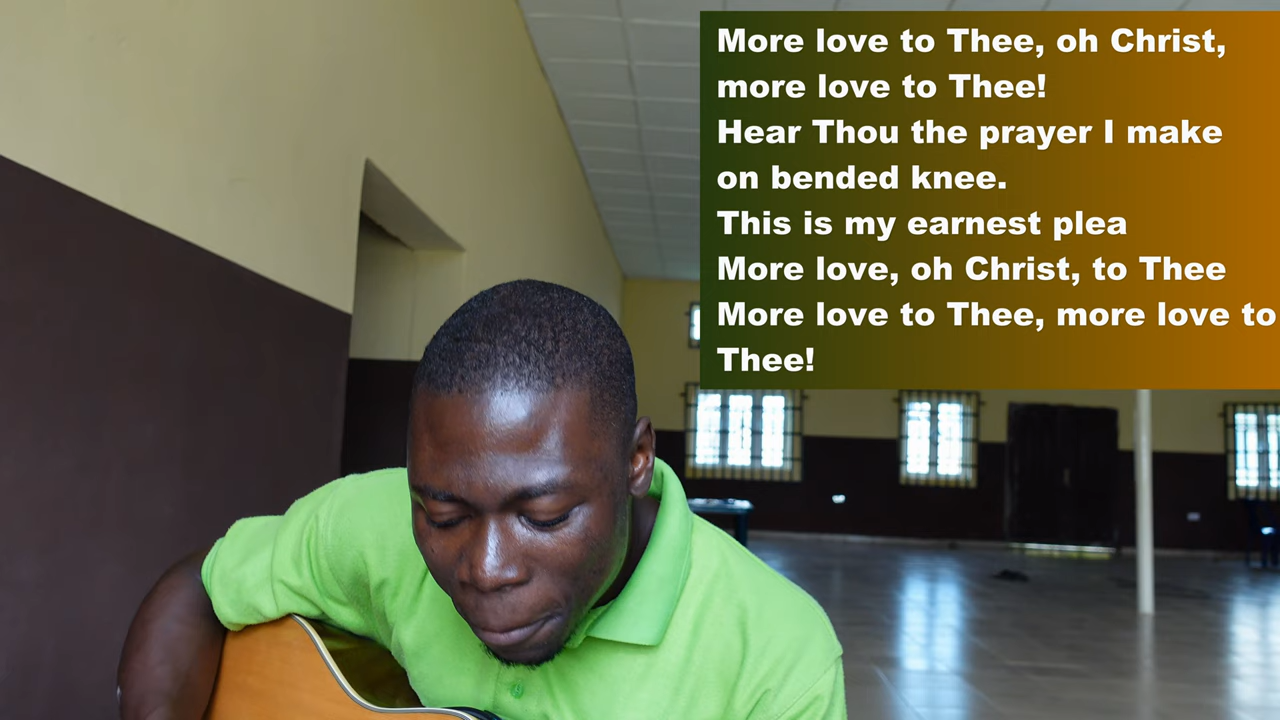 More love to Thee, oh Christ,
more love to Thee!
Hear Thou the prayer I make
on bended knee.
This is my earnest plea
More love, oh Christ, to Thee
More love to Thee, more love to
Thee!